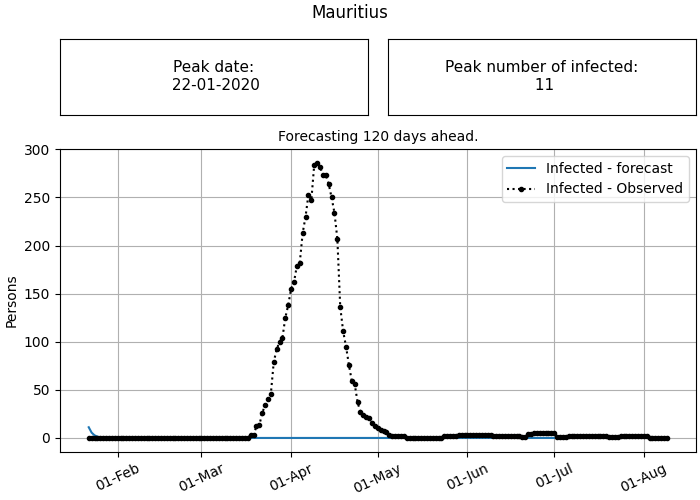 Mauritius
Peak date:
22-01-2020
Peak number of infected:
11
Forecasting 120 days ahead.
Infected - forecast
Infected - Observed
Persons
300
250
200
150
100
50
0
01-Feb
01-Mar
01-Apr
01-May
01-Jun
01-Jul
01-Aug